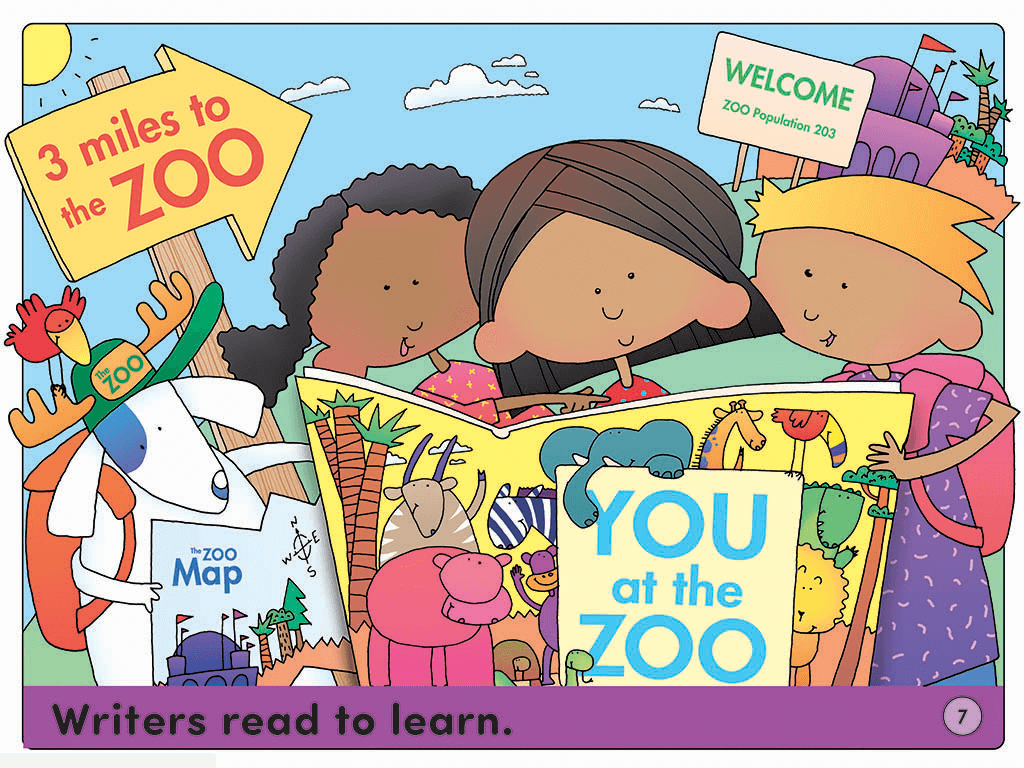 3 miles to
the ZOO
WELCOME
ZOO Population 203
The
ZOO
The ZOO
Map
N
W E
S
YOU
at the
ZOO
Writers read to learn.
7